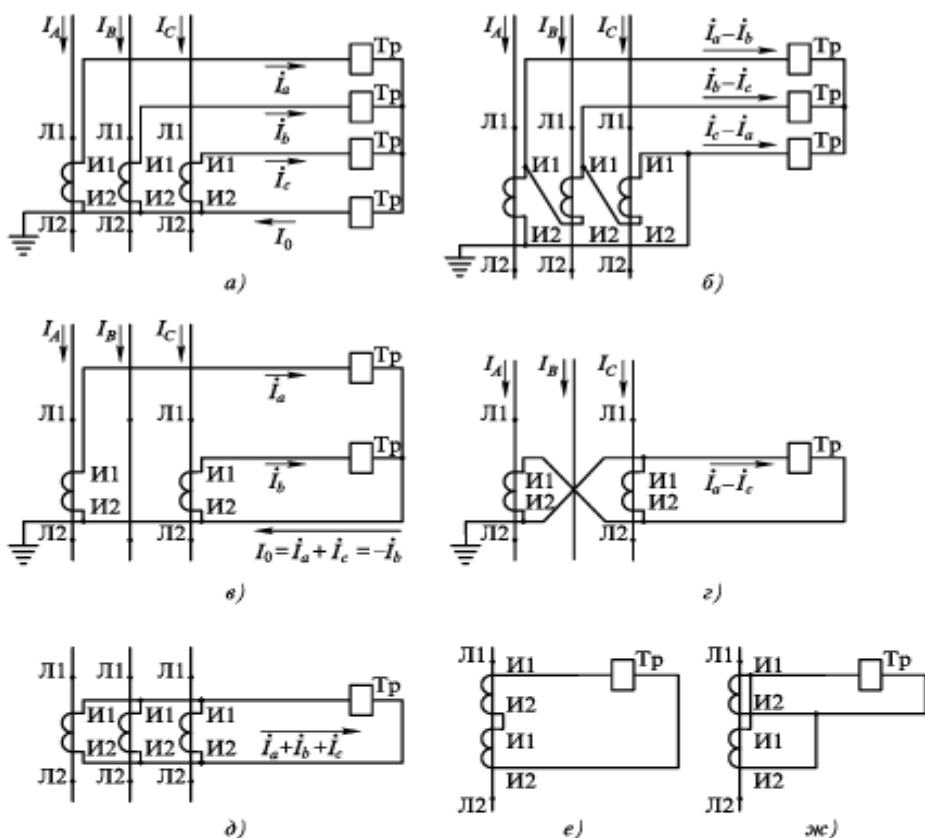 I_A I_B I_C
Тр
İ_a
Тр
İ_b
Л1 Л1 Л1
Тр
И1 И1 И1
İ_c
И2 И2 И2
Тр
I_0
Л2 Л2 Л2
а)
I_A I_B I_C
İ_a–İ_b
Тр
İ_b–İ_c
Тр
Л1 Л1 Л1
İ_c–İ_a
Тр
И1 И1 И1
И2 И2 И2
Л2 Л2 Л2
б)
I_A I_B I_C
Тр
İ_a
Л1 Л1
Тр
И1 И1
İ_b
И2 И2
Л2 Л2
I_0=İ_a+İ_c=–İ_b
в)
I_A I_B I_C
Л1 Л1
Тр
И1 И1
İ_a–İ_c
И2 И2
Л2 Л2
г)
Л1 Л1 Л1
Тр
И1 И1 И1
И2 И2 И2
İ_a+İ_b+İ_c
Л2 Л2 Л2
д)
Л1
И1
Тр
И2
И1
И2
Л2
е)
Л1
И1
Тр
И2
И1
И2
Л2
ж)